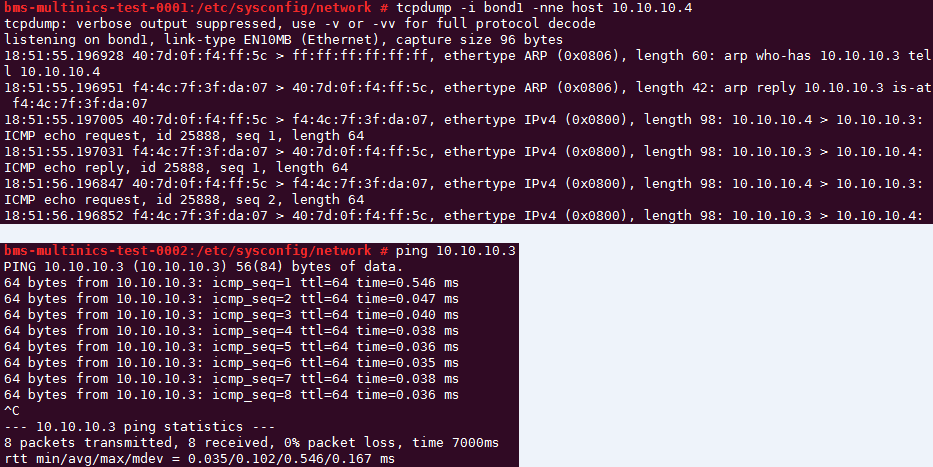 bms-multinics-test-0001:/etc/sysconfig/network # tcpdump -i bond1 -nne host 10.10.10.4
tcpdump: verbose output suppressed, use -v or -vv for full protocol decode
listening on bond1, link-type EN10MB (Ethernet), capture size 96 bytes
18:51:55.196928 40:7d:0f:f4:ff:5c > ff:ff:ff:ff:ff:ff, ethertype ARP (0x0806), length 60: arp who-has 10.10.10.3 tel
l 10.10.10.4
18:51:55.196951 f4:4c:7f:3f:da:07 > 40:7d:0f:f4:ff:5c, ethertype ARP (0x0806), length 42: arp reply 10.10.10.3 is-at
f4:4c:7f:3f:da:07
18:51:55.197005 40:7d:0f:f4:ff:5c > f4:4c:7f:3f:da:07, ethertype IPv4 (0x0800), length 98: 10.10.10.4 > 10.10.10.3:
ICMP echo request, id 25888, seq 1, length 64
18:51:55.197031 f4:4c:7f:3f:da:07 > 40:7d:0f:f4:ff:5c, ethertype IPv4 (0x0800), length 98: 10.10.10.3 > 10.10.10.4:
ICMP echo reply, id 25888, seq 1, length 64
18:51:56.196847 40:7d:0f:f4:ff:5c > f4:4c:7f:3f:da:07, ethertype IPv4 (0x0800), length 98: 10.10.10.4 > 10.10.10.3:
ICMP echo request, id 25888, seq 2, length 64
18:51:56.196852 f4:4c:7f:3f:da:07 > 40:7d:0f:f4:ff:5c, ethertype IPv4 (0x0800), length 98: 10.10.10.3 > 10.10.10.4:
bms-multinics-test-0002:/etc/sysconfig/network # ping 10.10.10.3
PING 10.10.10.3 (10.10.10.3) 56(84) bytes of data.
64 bytes from 10.10.10.3: icmp_seq=1 ttl=64 time=0.546 ms
64 bytes from 10.10.10.3: icmp_seq=2 ttl=64 time=0.047 ms
64 bytes from 10.10.10.3: icmp_seq=3 ttl=64 time=0.040 ms
64 bytes from 10.10.10.3: icmp_seq=4 ttl=64 time=0.038 ms
64 bytes from 10.10.10.3: icmp_seq=5 ttl=64 time=0.036 ms
64 bytes from 10.10.10.3: icmp_seq=6 ttl=64 time=0.035 ms
64 bytes from 10.10.10.3: icmp_seq=7 ttl=64 time=0.038 ms
64 bytes from 10.10.10.3: icmp_seq=8 ttl=64 time=0.036 ms
^C
--- 10.10.10.3 ping statistics ---
8 packets transmitted, 8 received, 0% packet loss, time 7000ms
rtt min/avg/max/mdev = 0.035/0.102/0.546/0.167 ms